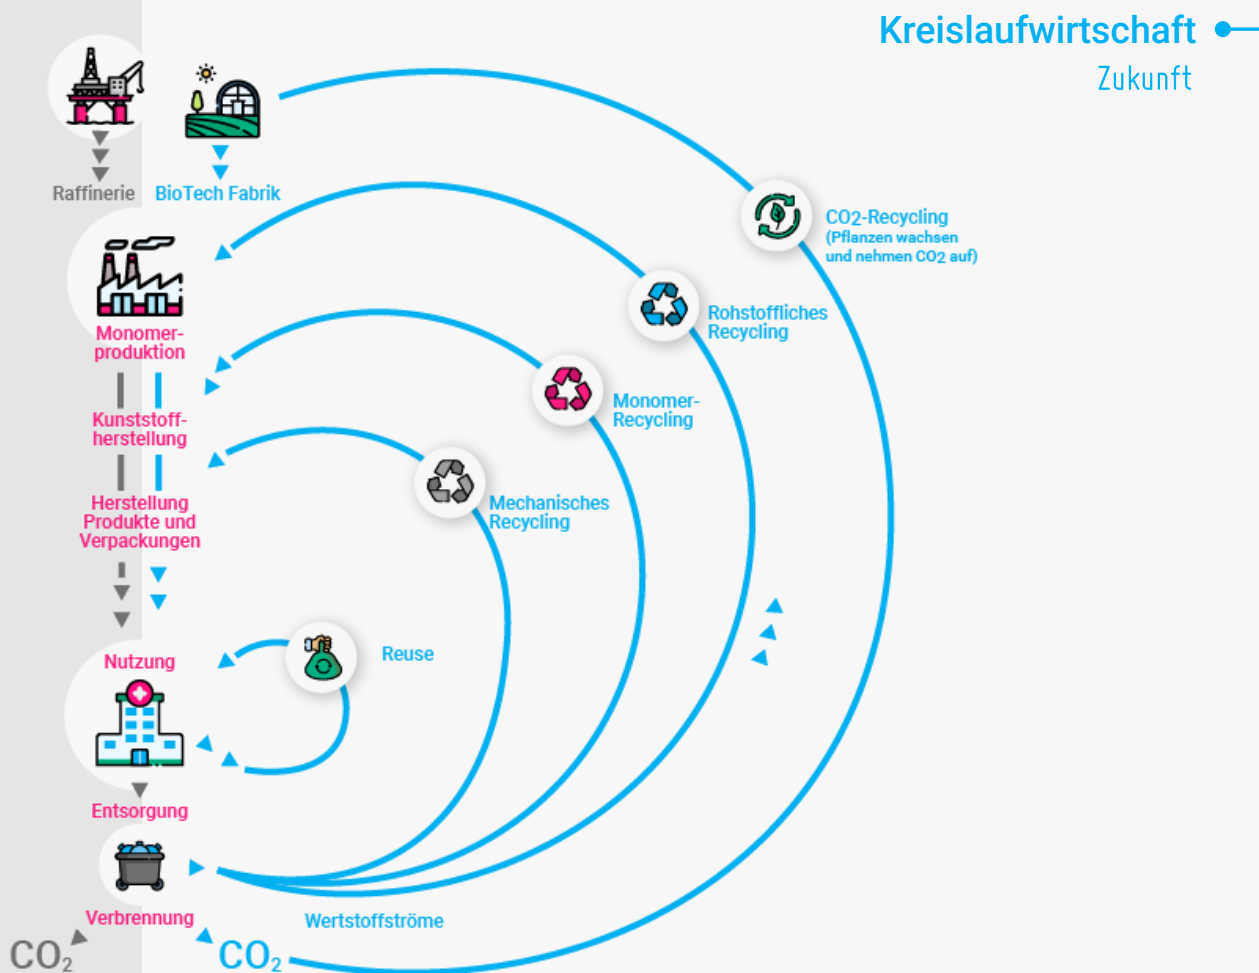 Kreislaufwirtschaft
Zukunft
Raffinerie
BioTech Fabrik
CO2-Recycling
(Pflanzen wachsen
und nehmen CO2 auf)
Rohstoffliches
Recycling
Monomer-
produktion
Monomer-
Recycling
Kunststoff-
herstellung
Mechanisches
Recycling
Herstellung
Produkte und
Verpackungen
Reuse
Nutzung
Entsorgung
Verbrennung
Wertstoffströme
CO₂
CO₂